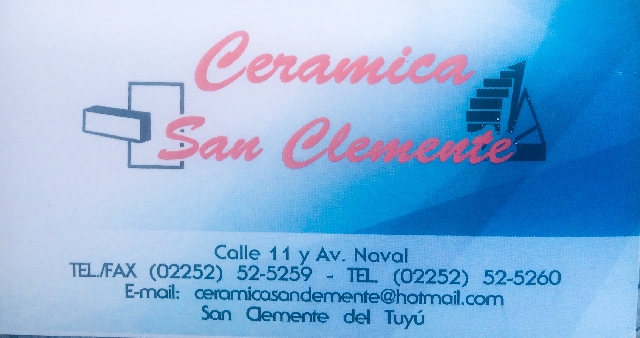 Ceramica
San Clemente
Calle 11 y Av. Naval
TEL./FAX (02252) 52-5259 - TEL. (02252) 52-5260
E-mail: ceramicasanclemente@hotmail.com
San Clemente del Tuyú